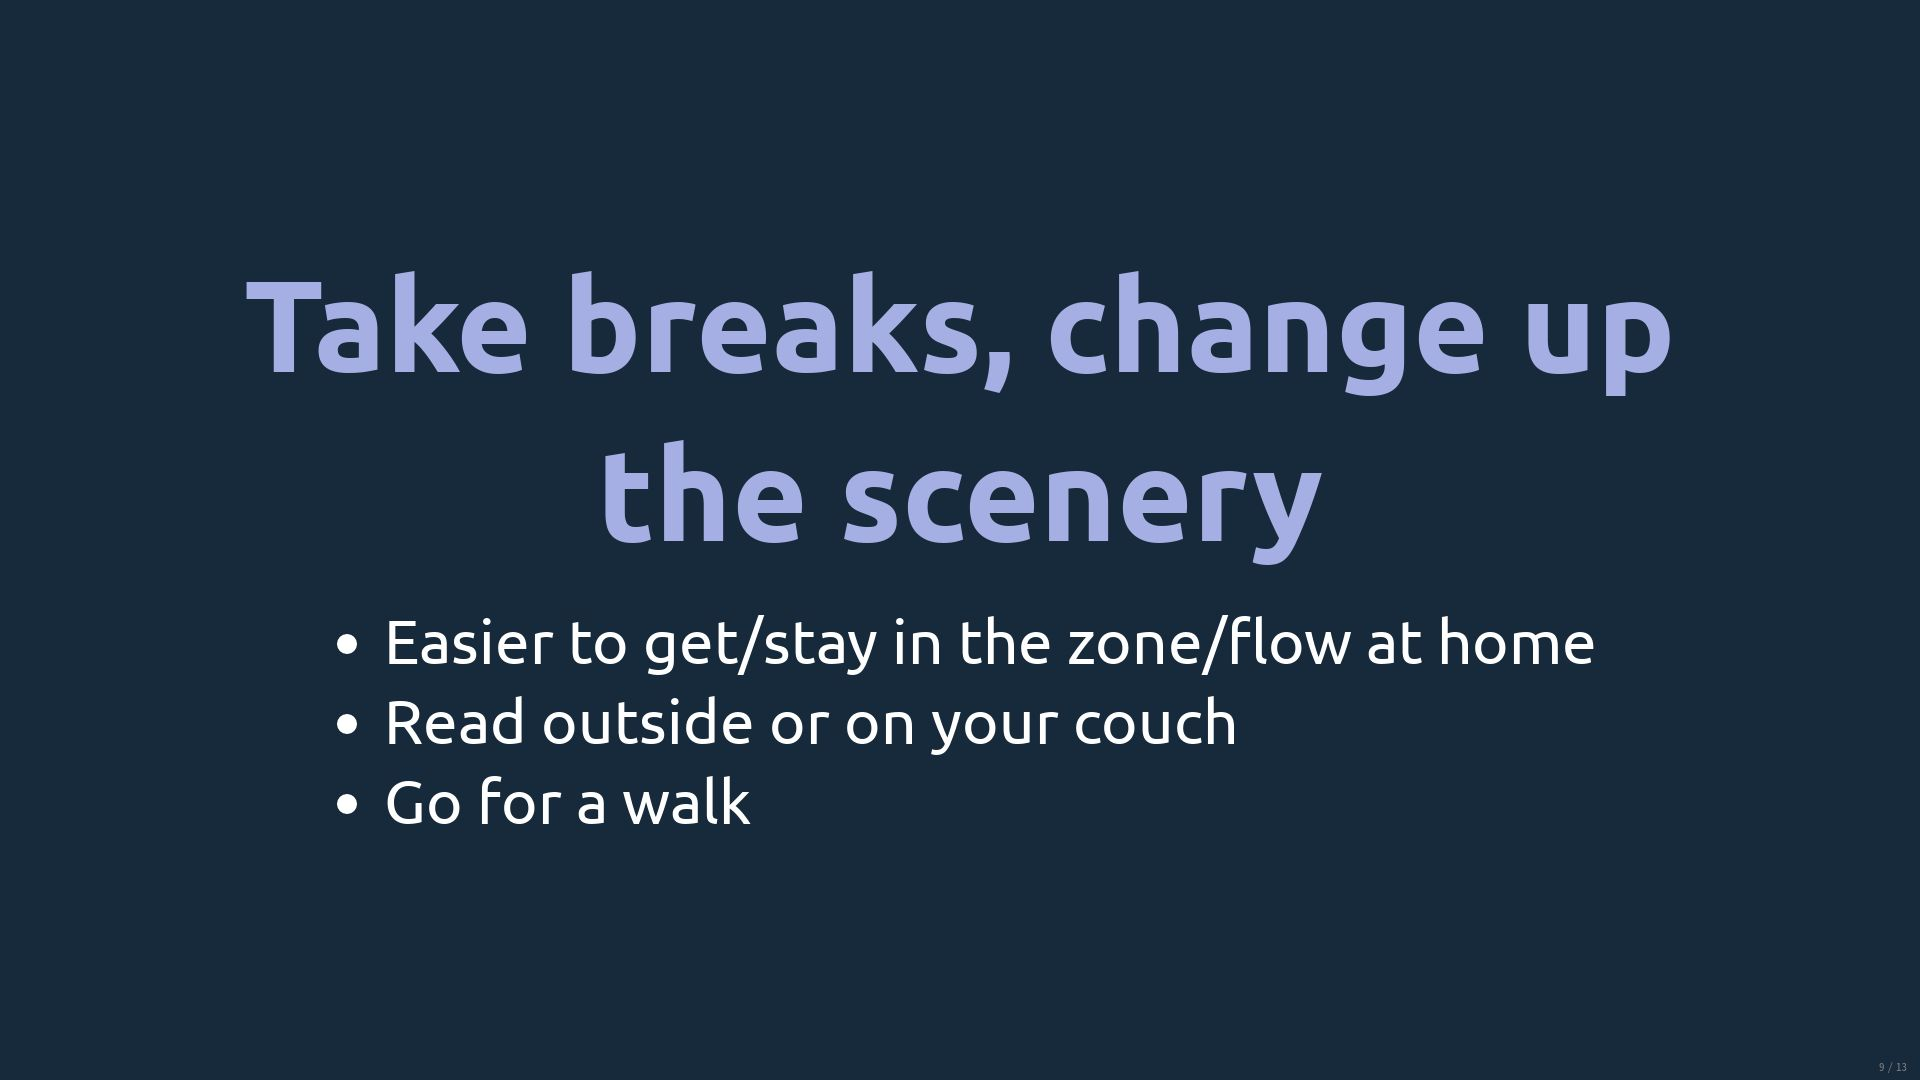 Take breaks, change up
the scenery
• Easier to get/stay in the zone/flow at home
• Read outside or on your couch
• Go for a walk
9 / 13